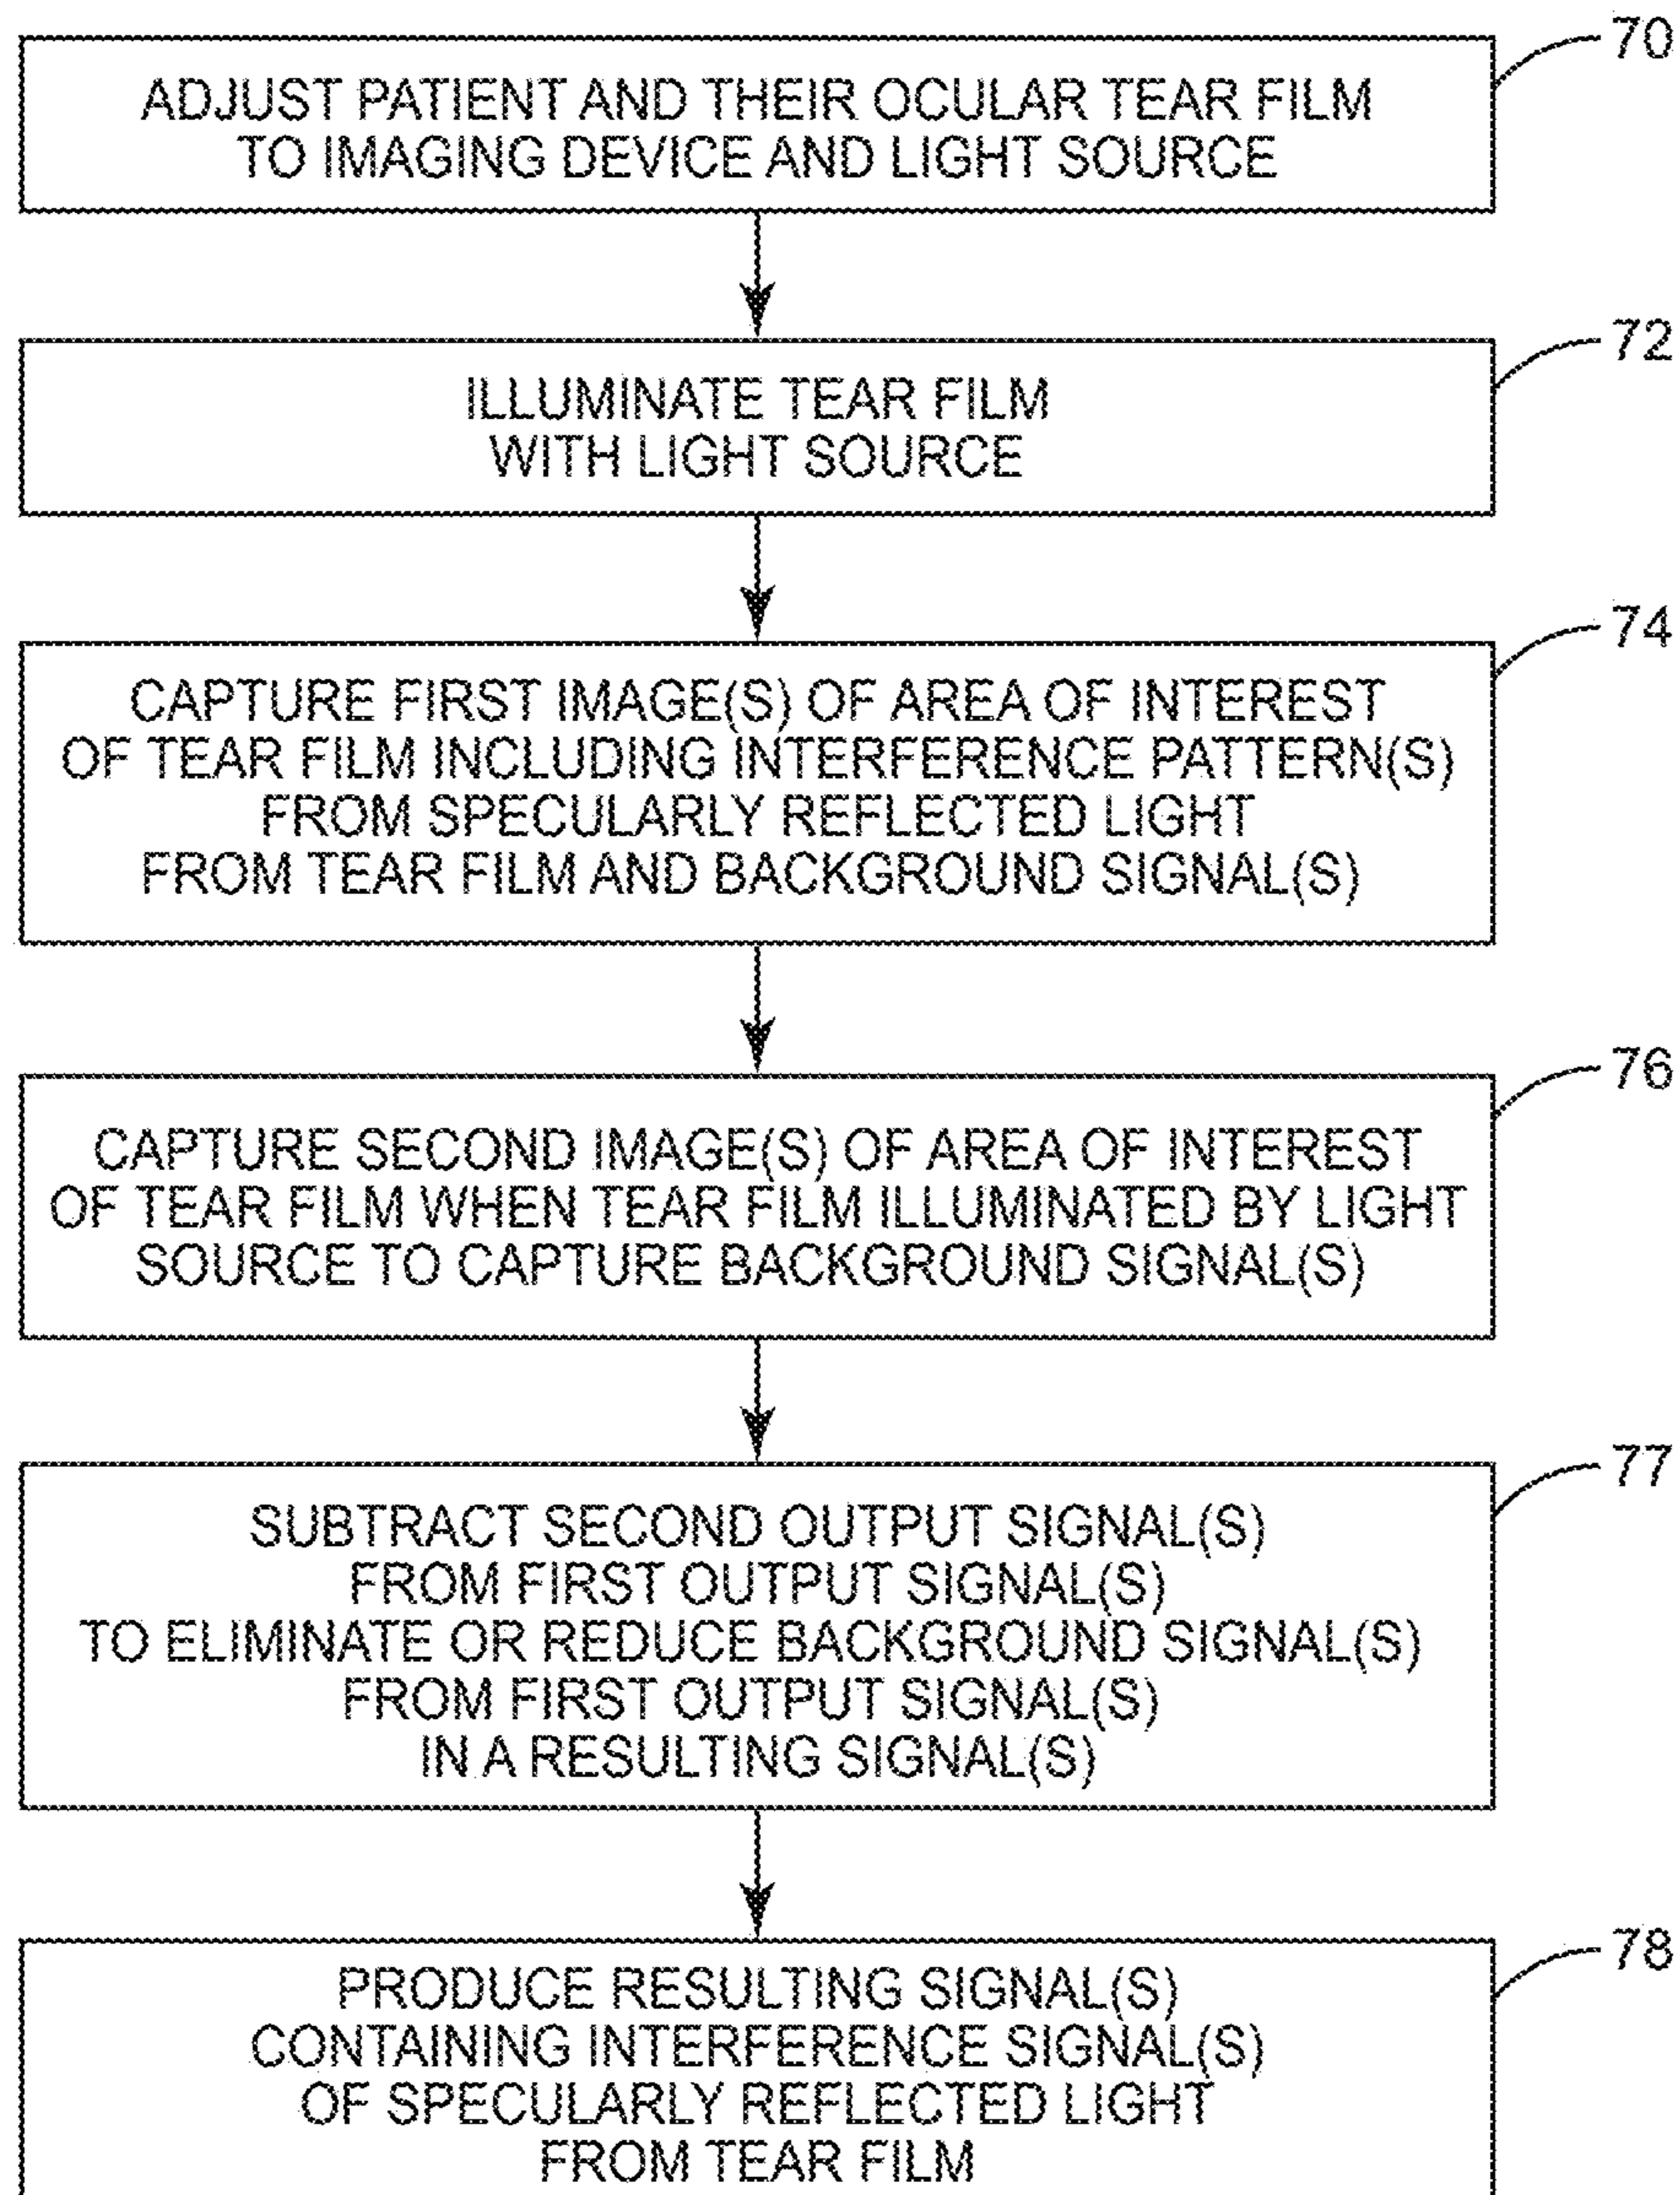 70
ADJUST PATIENT AND THEIR OCULAR TEAR FILM
TO IMAGING DEVICE AND LIGHT SOURCE
72
ILLUMINATE TEAR FILM
WITH LIGHT SOURCE
74
CAPTURE FIRST IMAGE(S) OF AREA OF INTEREST
OF TEAR FILM INCLUDING INTERFERENCE PATTERN(S)
FROM SPECULARLY REFLECTED LIGHT
FROM TEAR FILM AND BACKGROUND SIGNAL(S)
76
CAPTURE SECOND IMAGE(S) OF AREA OF INTEREST
OF TEAR FILM WHEN TEAR FILM ILLUMINATED BY LIGHT
SOURCE TO CAPTURE BACKGROUND SIGNAL(S)
77
SUBTRACT SECOND OUTPUT SIGNAL(S)
FROM FIRST OUTPUT SIGNAL(S)
TO ELIMINATE OR REDUCE BACKGROUND SIGNAL(S)
FROM FIRST OUTPUT SIGNAL(S)
IN A RESULTING SIGNAL(S)
78
PRODUCE RESULTING SIGNAL(S)
CONTAINING INTERFERENCE SIGNAL(S)
OF SPECULARLY REFLECTED LIGHT
FROM TEAR FILM